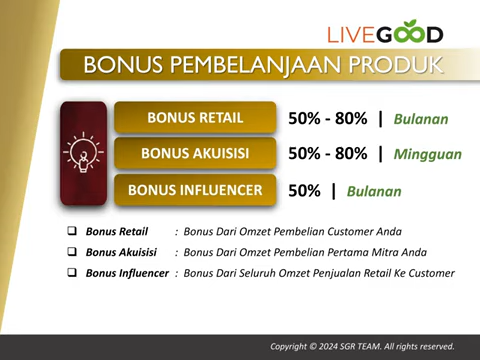 LIVEGOOD
BONUS PEMBELANJAAN PRODUK
BONUS RETAIL 50% - 80% | Bulanan
BONUS AKUISISI 50% - 80% | Mingguan
BONUS INFLUENCER 50% | Bulanan
Bonus Retail : Bonus Dari Omzet Pembelian Customer Anda
Bonus Akuisisi : Bonus Dari Omzet Pembelian Pertama Mitra Anda
Bonus Influencer : Bonus Dari Seluruh Omzet Penjualan Retail Ke Customer
Copyright © 2024 SGR TEAM. All rights reserved.